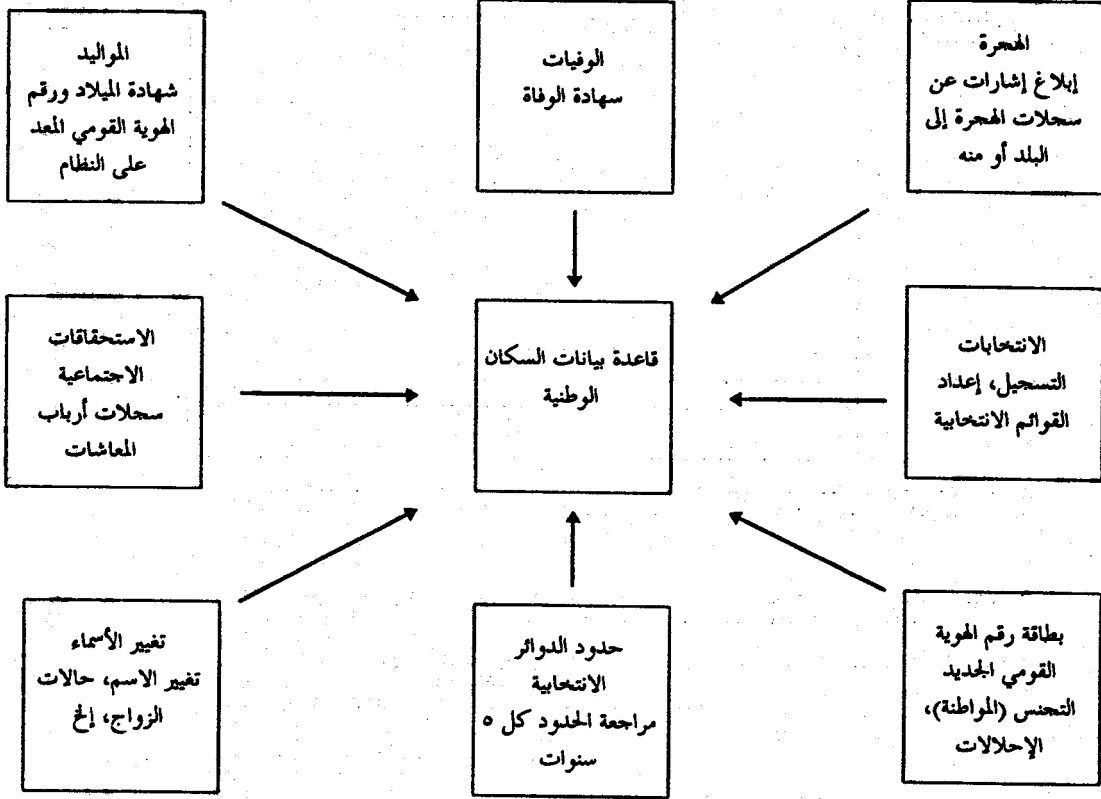 المواليد
شهادة الميلاد ورقم
الهوية القومي المعد
على النظام
الوفيات
سهادة الوفاة
الهجرة
إبلاغ إشارات عن
سجلات الهجرة إلى
البلد أو منه
الاستحقاقات
الاجتماعية
سجلات أرباب
المعاشات
قاعدة بيانات السكان
الوطنية
الانتخابات
التسجيل، إعداد
القوائم الانتخابية
تغيير الأسماء
تغيير الاسم، حالات
الزواج، إلخ
حدود الدوائر
الانتخابية
مراجعة الحدود كل ٥
سنوات
بطاقة رقم الهوية
القومي الجديد
التجنس (المواطنة)،
الإحلالات